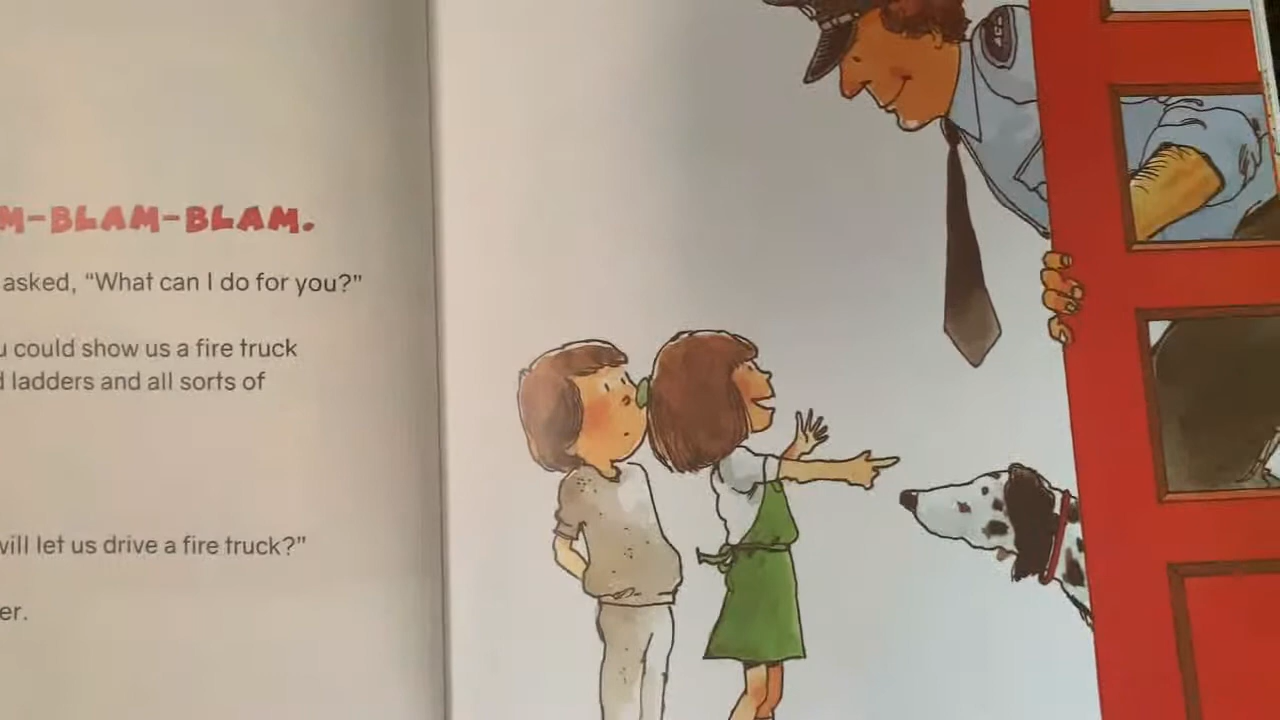 M-BLAM-BLAM.
asked, “What can I do for you?”
u could show us a fire truck
d ladders and all sorts of
will let us drive a fire truck?”
er.